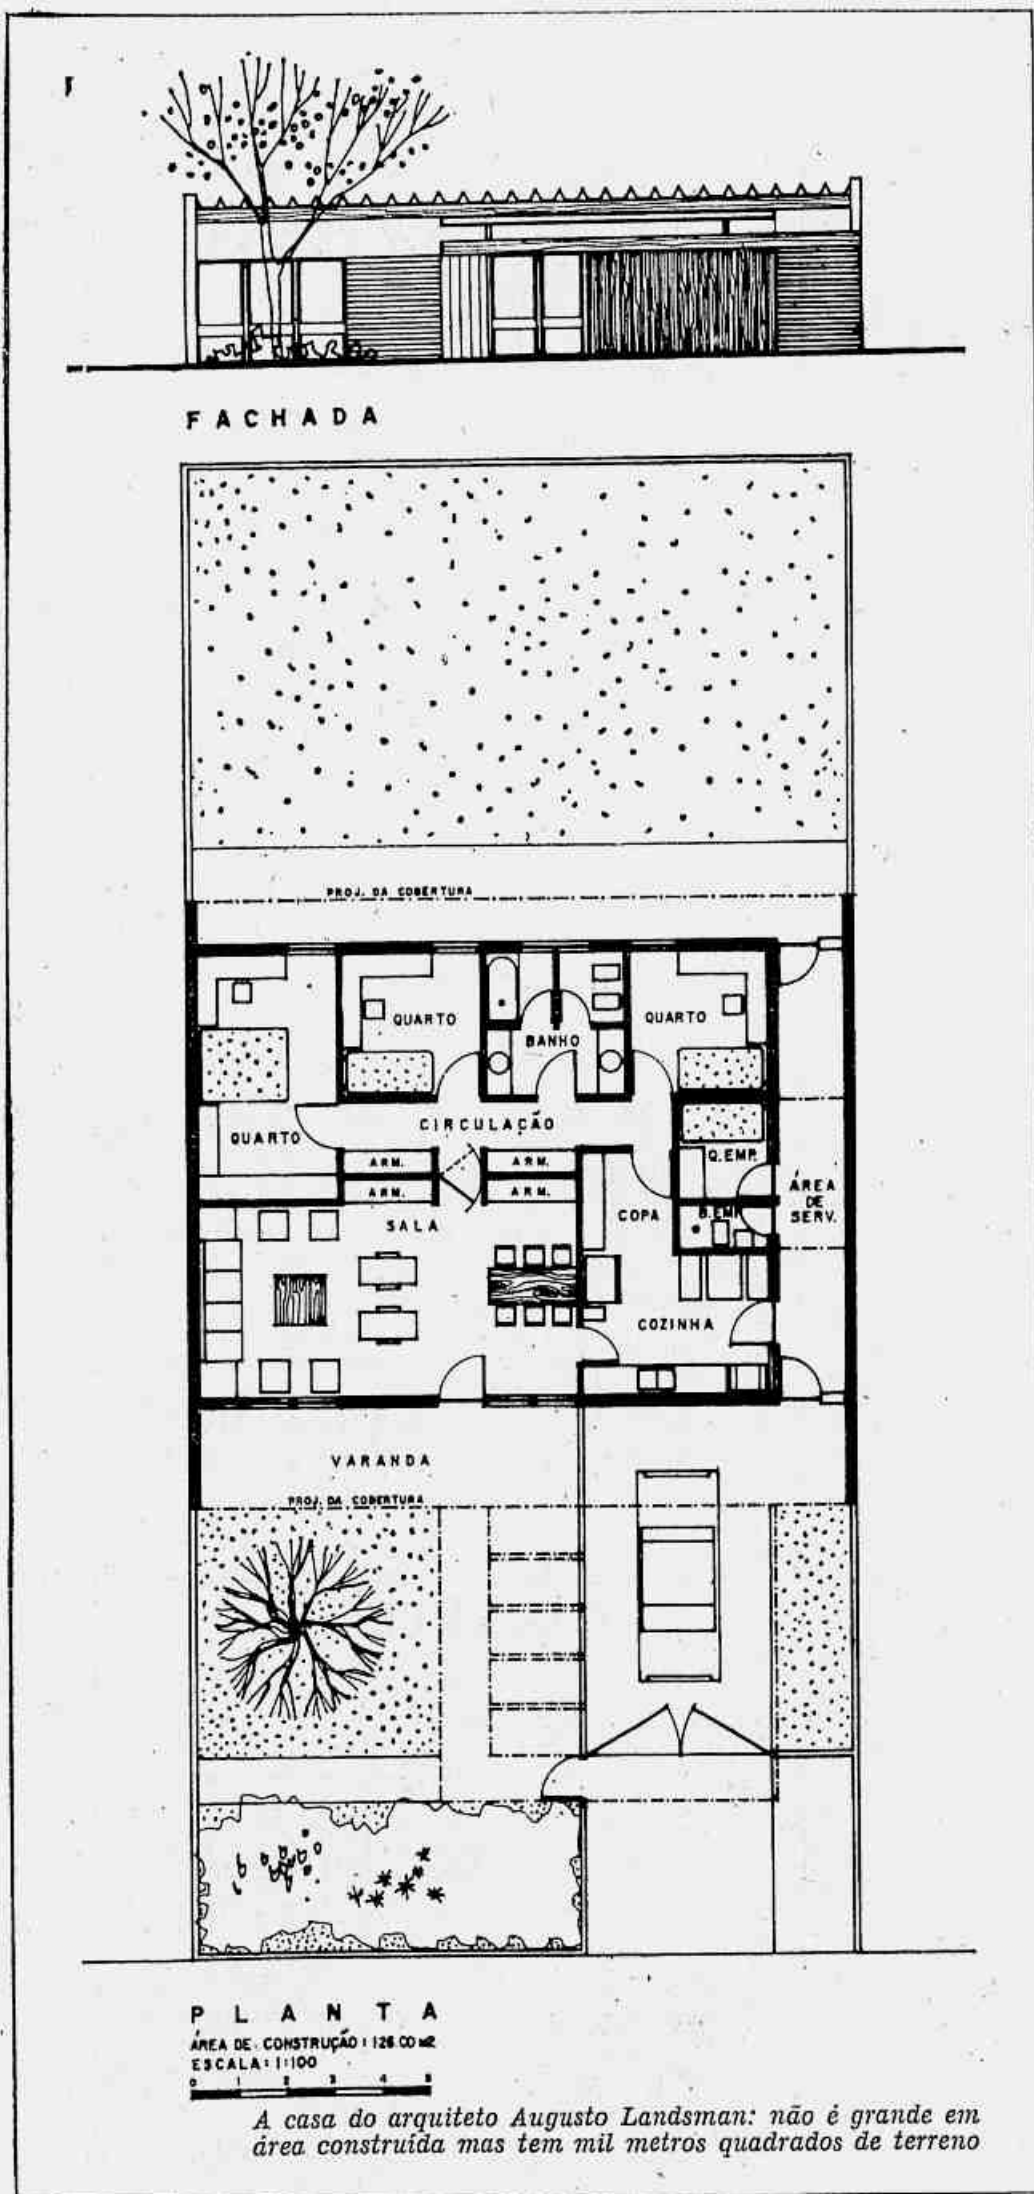 FACHADA
PROJ. DA COBERTURA
QUARTO
QUARTO
BANHO
CIRCULAÇÃO
QUARTO
ARM.
ARM.
Q.EMP.
ARM.
ARM.
ÁREA
DE
SERV.
SALA
COPA
B.EMP.
COZINHA
VARANDA
PROJ. DA COBERTURA
PLANTA
ÁREA DE CONSTRUÇÃO: 126.00 M2
ESCALA: 1:100
0 1 2 3 4 5
A casa do arquiteto Augusto Landsman: não é grande em
área construída mas tem mil metros quadrados de terreno